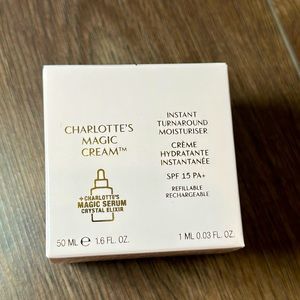 CHARLOTTE'S
MAGIC
CREAM™
+CHARLOTTE'S
MAGIC SERUM
CRYSTAL ELIXIR
50 ML ℮ 1.6 FL. OZ.
INSTANT
TURNAROUND
MOISTURISER
CRÈME
HYDRATANTE
INSTANTANÉE
SPF 15 PA+
REFILLABLE
RECHARGEABLE
1 ML 0.03 FL. OZ.